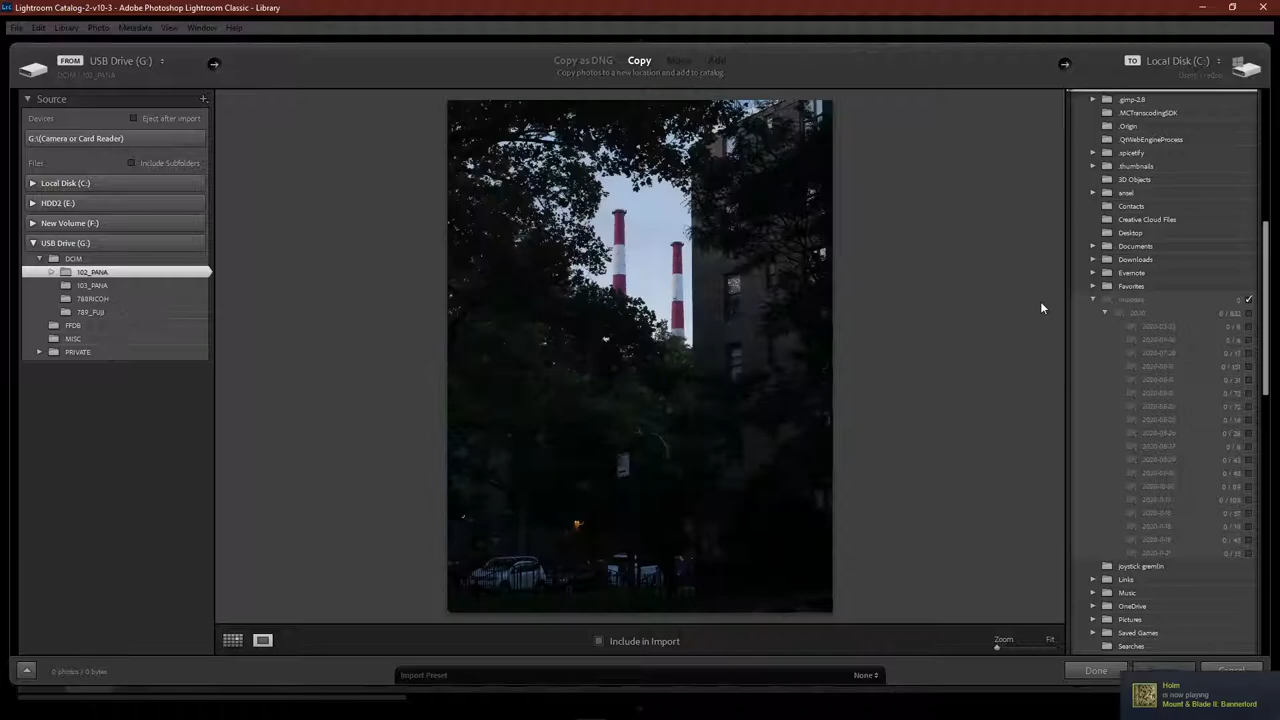 Lightroom Catalog-2-v10-3 - Adobe Photoshop Lightroom Classic - Library
File Edit Library Photo Metadata View Window Help
FROM USB Drive (G:)
DCIM
102_PANA
Copy as DNG Copy Move Add
Copy photos to a new location and add to catalog
TO Local Disk (C:)
Source
Devices
Eject after import
G:\(Camera or Card Reader)
Files
Include Subfolders
Local Disk (C:)
HDD2 (E:)
New Volume (F:)
USB Drive (G:)
DCIM
102_PANA
103_PANA
788RICOH
789_FUJI
FFDB
MISC
PRIVATE
.gimp-2.8
.MCTranscodingSDK
.Origin
.QtWebEngineProcess
.spicetify
.thumbnails
3D Objects
ansel
Contacts
Creative Cloud Files
Desktop
Documents
Downloads
Evernote
Favorites
2020
joystick gremlin
Links
Music
OneDrive
Pictures
Saved Games
Searches
Include in Import
Zoom Fit
0 photos / 0 bytes
Import Preset
None
Done
Cancel
Holm
is now playing
Mount & Blade II: Bannerlord